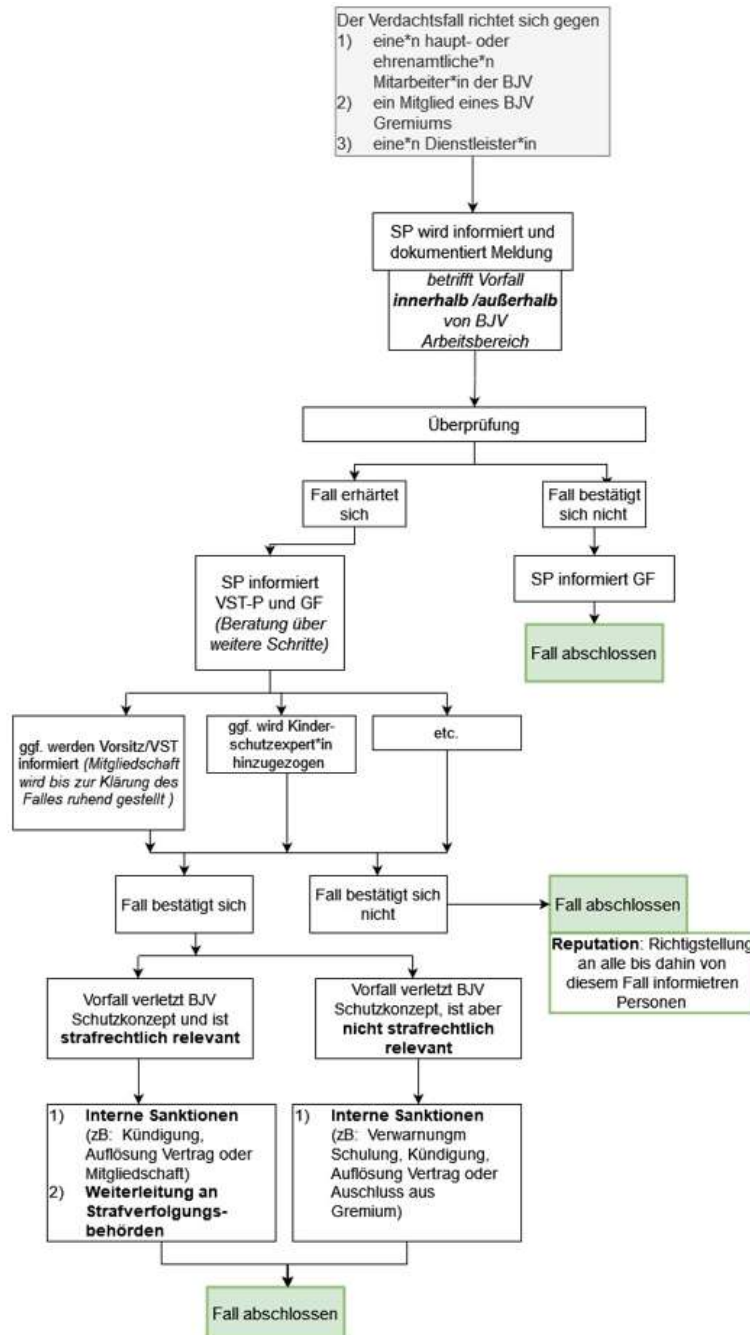 Der Verdachtsfall richtet sich gegen
1) eine*n haupt- oder
ehrenamtliche*n
Mitarbeiter*in der BJV
2) ein Mitglied eines BJV
Gremiums
3) eine*n Dienstleister*in
SP wird informiert und
dokumentiert Meldung
betrifft Vorfall
innerhalb /außerhalb
von BJV
Arbeitsbereich
Überprüfung
Fall erhärtet
sich
Fall bestätigt
sich nicht
SP informiert
VST-P und GF
(Beratung über
weitere Schritte)
SP informiert GF
Fall abschlossen
ggf. werden Vorsitz/VST
informiert (Mitgliedschaft
wird bis zur Klärung des
Falles ruhend gestellt )
ggf. wird Kinder-
schutzexpert*in
hinzugezogen
etc.
Fall bestätigt sich
Fall bestätigt sich
nicht
Fall abschlossen
Reputation: Richtigstellung
an alle bis dahin von
diesem Fall informietren
Personen
Vorfall verletzt BJV
Schutzkonzept und ist
strafrechtlich relevant
Vorfall verletzt BJV
Schutzkonzept, ist aber
nicht strafrechtlich
relevant
1) Interne Sanktionen
(zB: Kündigung,
Auflösung Vertrag oder
Mitgliedschaft)
2) Weiterleitung an
Strafverfolgungs-
behörden
1) Interne Sanktionen
(zB: Verwarnungm
Schulung, Kündigung,
Auflösung Vertrag oder
Auschluss aus
Gremium)
Fall abschlossen